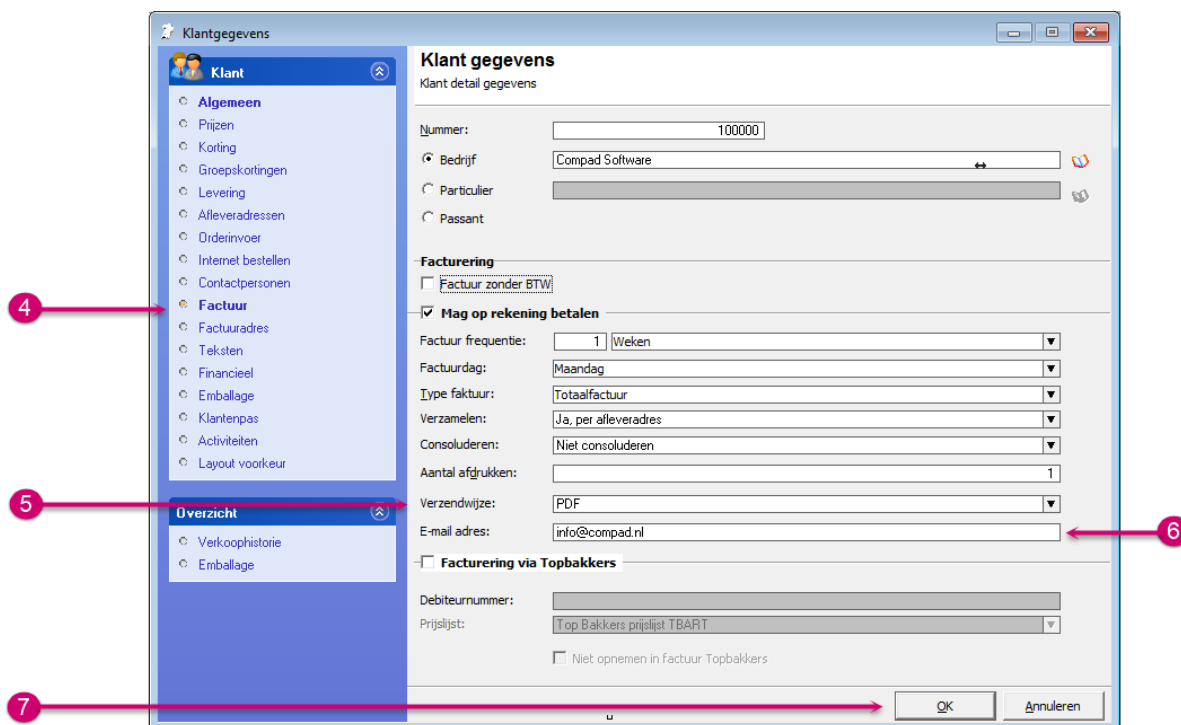 Klantgegevens
Klant
Algemeen
Prijzen
Korting
Groepskortingen
Levering
Afleveradressen
Orderinvoer
Internet bestellen
Contactpersonen
4
Factuur
Factuuradres
Teksten
Financieel
Emballage
Klantenpas
Activiteiten
Layout voorkeur
Overzicht
Verkoophistorie
Emballage
Klant gegevens
Klant detail gegevens
Nummer: 100000
Bedrijf Compad Software
Particulier
Passant
Facturering
Factuur zonder BTW
Mag op rekening betalen
Factuur frequentie: 1 Weken
Factuurdag: Maandag
Type faktuur: Totaalfactuur
Verzamelen: Ja, per afleveradres
Consoluderen: Niet consoluderen
Aantal afdrukken: 1
5 Verzendwijze: PDF
E-mail adres: info@compad.nl 6
Facturering via Topbakkers
Debiteurnummer:
Prijslijst: Top Bakkers prijslijst TBART
Niet opnemen in factuur Topbakkers
7 OK Annuleren